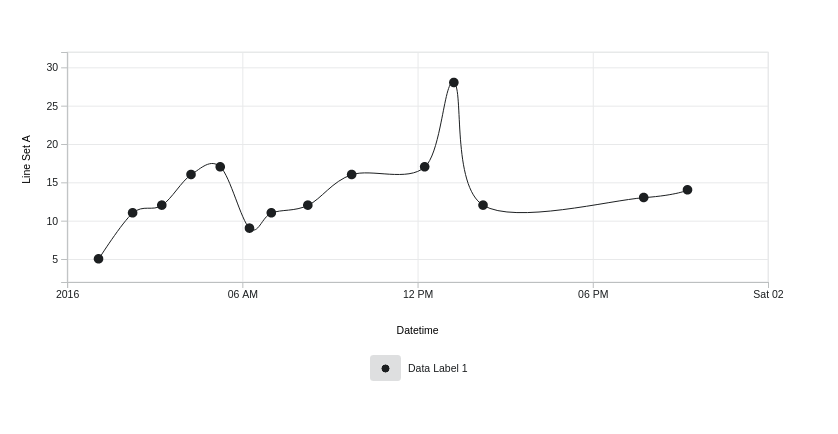 30
25
20
15
10
5
Line Set A
2016
06 AM
12 PM
06 PM
Sat 02
Datetime
Data Label 1